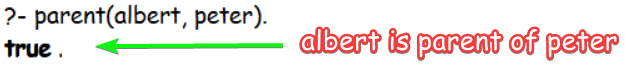 ?- parent(albert, peter).
true .
albert is parent of peter